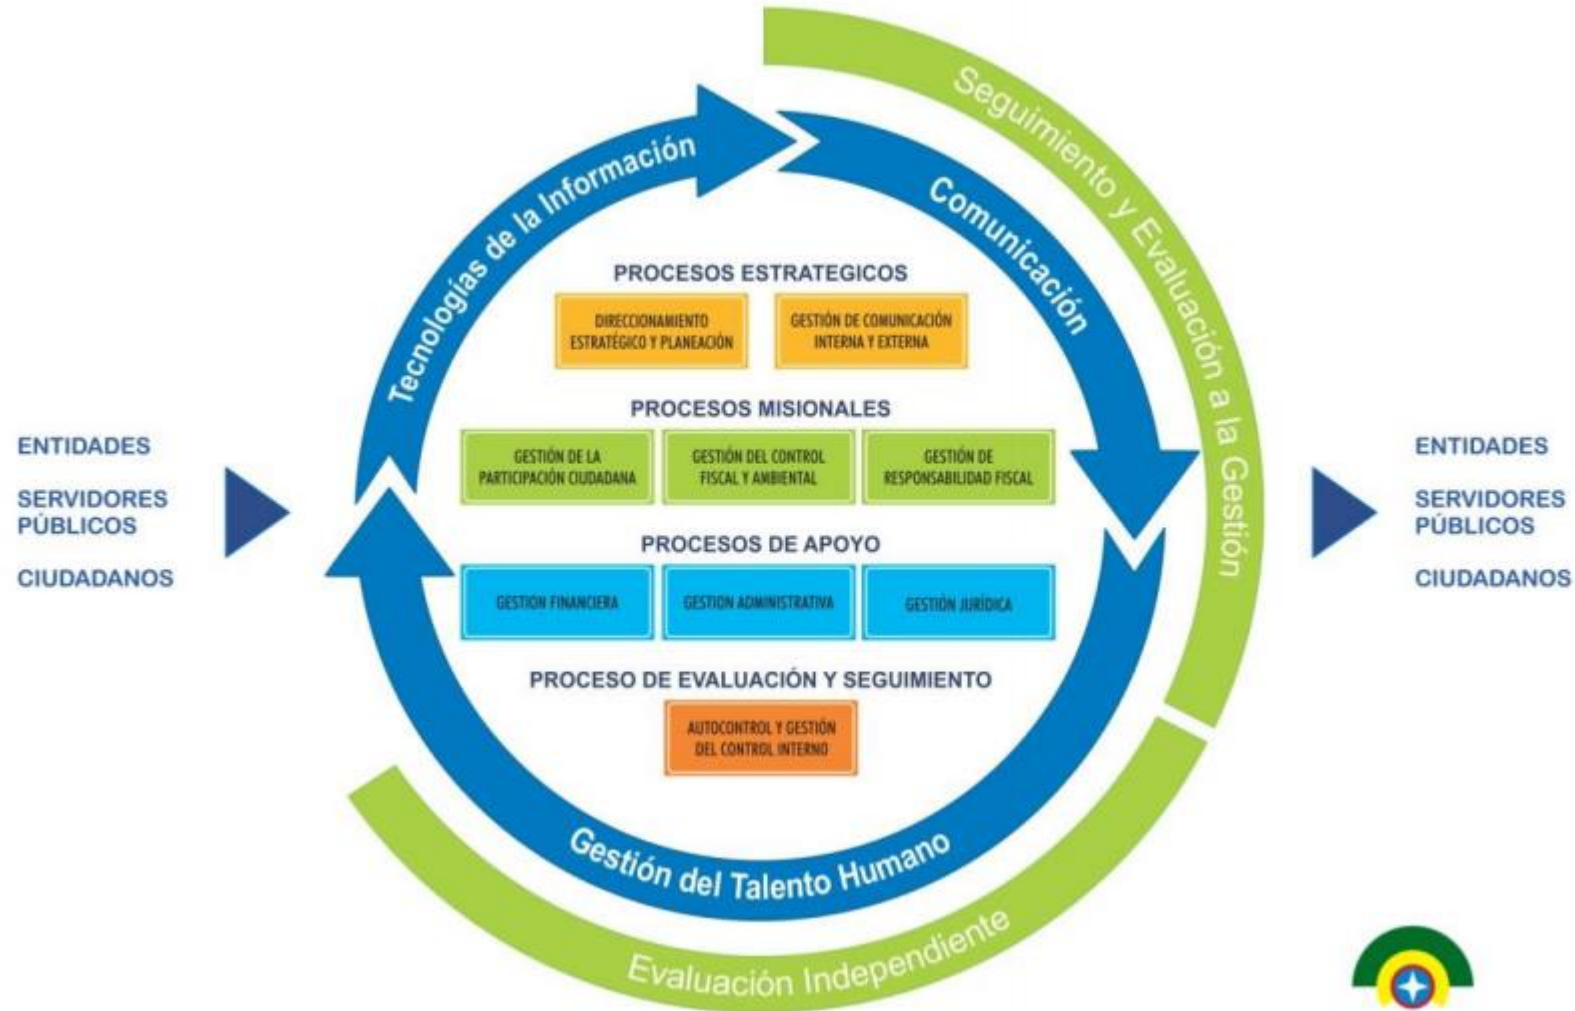 Seguimiento y Evaluación a la Gestión
Tecnologías de la Información
Comunicación
PROCESOS ESTRATEGICOS
DIRECCIONAMIENTO
ESTRATÉGICO Y PLANEACIÓN
GESTIÓN DE COMUNICACIÓN
INTERNA Y EXTERNA
PROCESOS MISIONALES
GESTIÓN DE LA
PARTICIPACIÓN CIUDADANA
GESTIÓN DEL CONTROL
FISCAL Y AMBIENTAL
GESTIÓN DE
RESPONSABILIDAD FISCAL
ENTIDADES
SERVIDORES
PÚBLICOS
CIUDADANOS
ENTIDADES
SERVIDORES
PÚBLICOS
CIUDADANOS
PROCESOS DE APOYO
GESTION FINANCIERA
GESTION ADMINISTRATIVA
GESTIÓN JURÍDICA
PROCESO DE EVALUACIÓN Y SEGUIMIENTO
AUTOCONTROL Y GESTIÓN
DEL CONTROL INTERNO
Gestión del Talento Humano
Evaluación Independiente